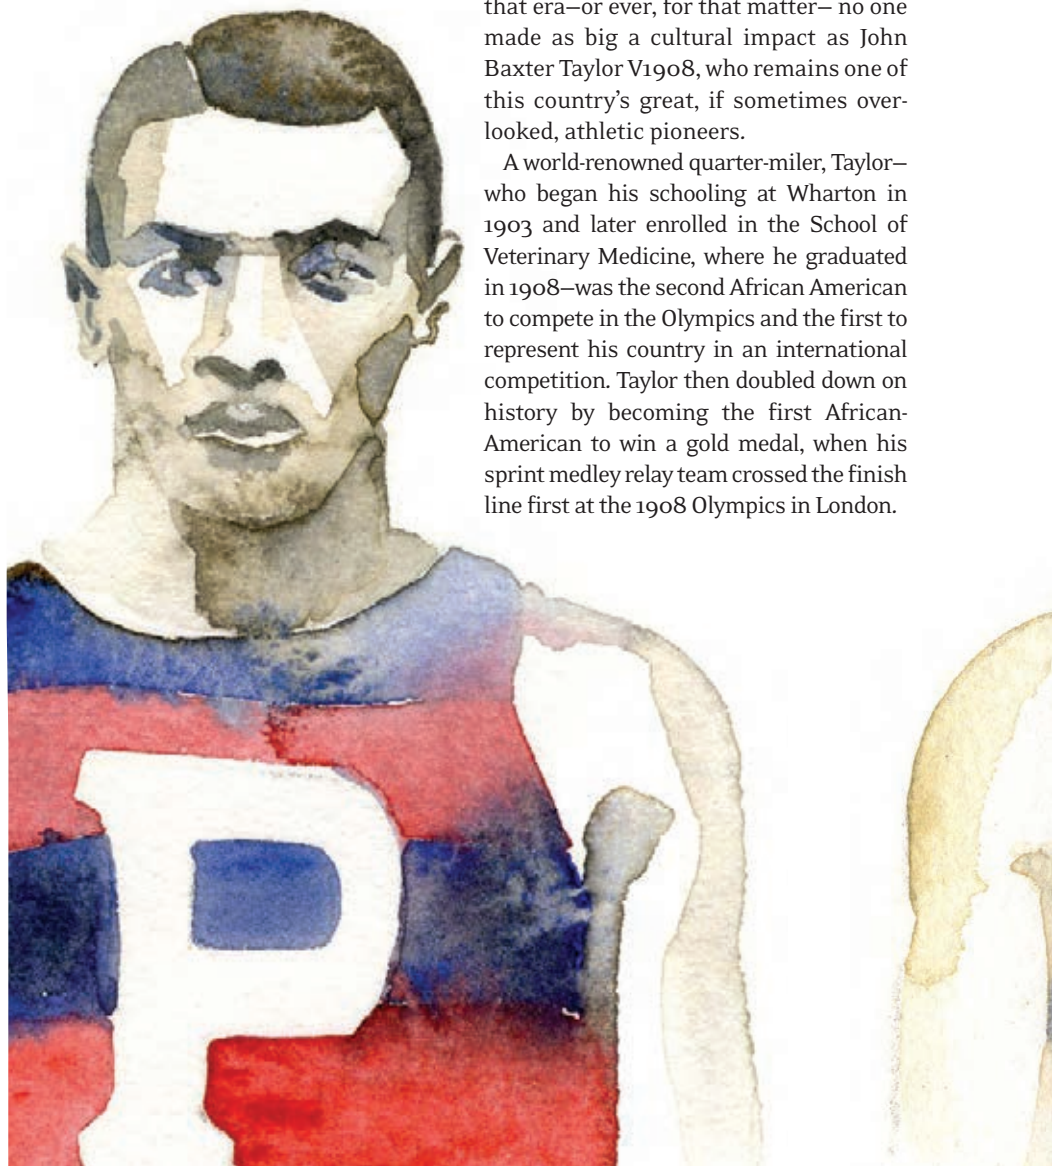 that era—or ever, for that matter— no one
made as big a cultural impact as John
Baxter Taylor V1908, who remains one of
this country's great, if sometimes over-
looked, athletic pioneers.
A world-renowned quarter-miler, Taylor—
who began his schooling at Wharton in
1903 and later enrolled in the School of
Veterinary Medicine, where he graduated
in 1908—was the second African American
to compete in the Olympics and the first to
represent his country in an international
competition. Taylor then doubled down on
history by becoming the first African-
American to win a gold medal, when his
sprint medley relay team crossed the finish
line first at the 1908 Olympics in London.
P